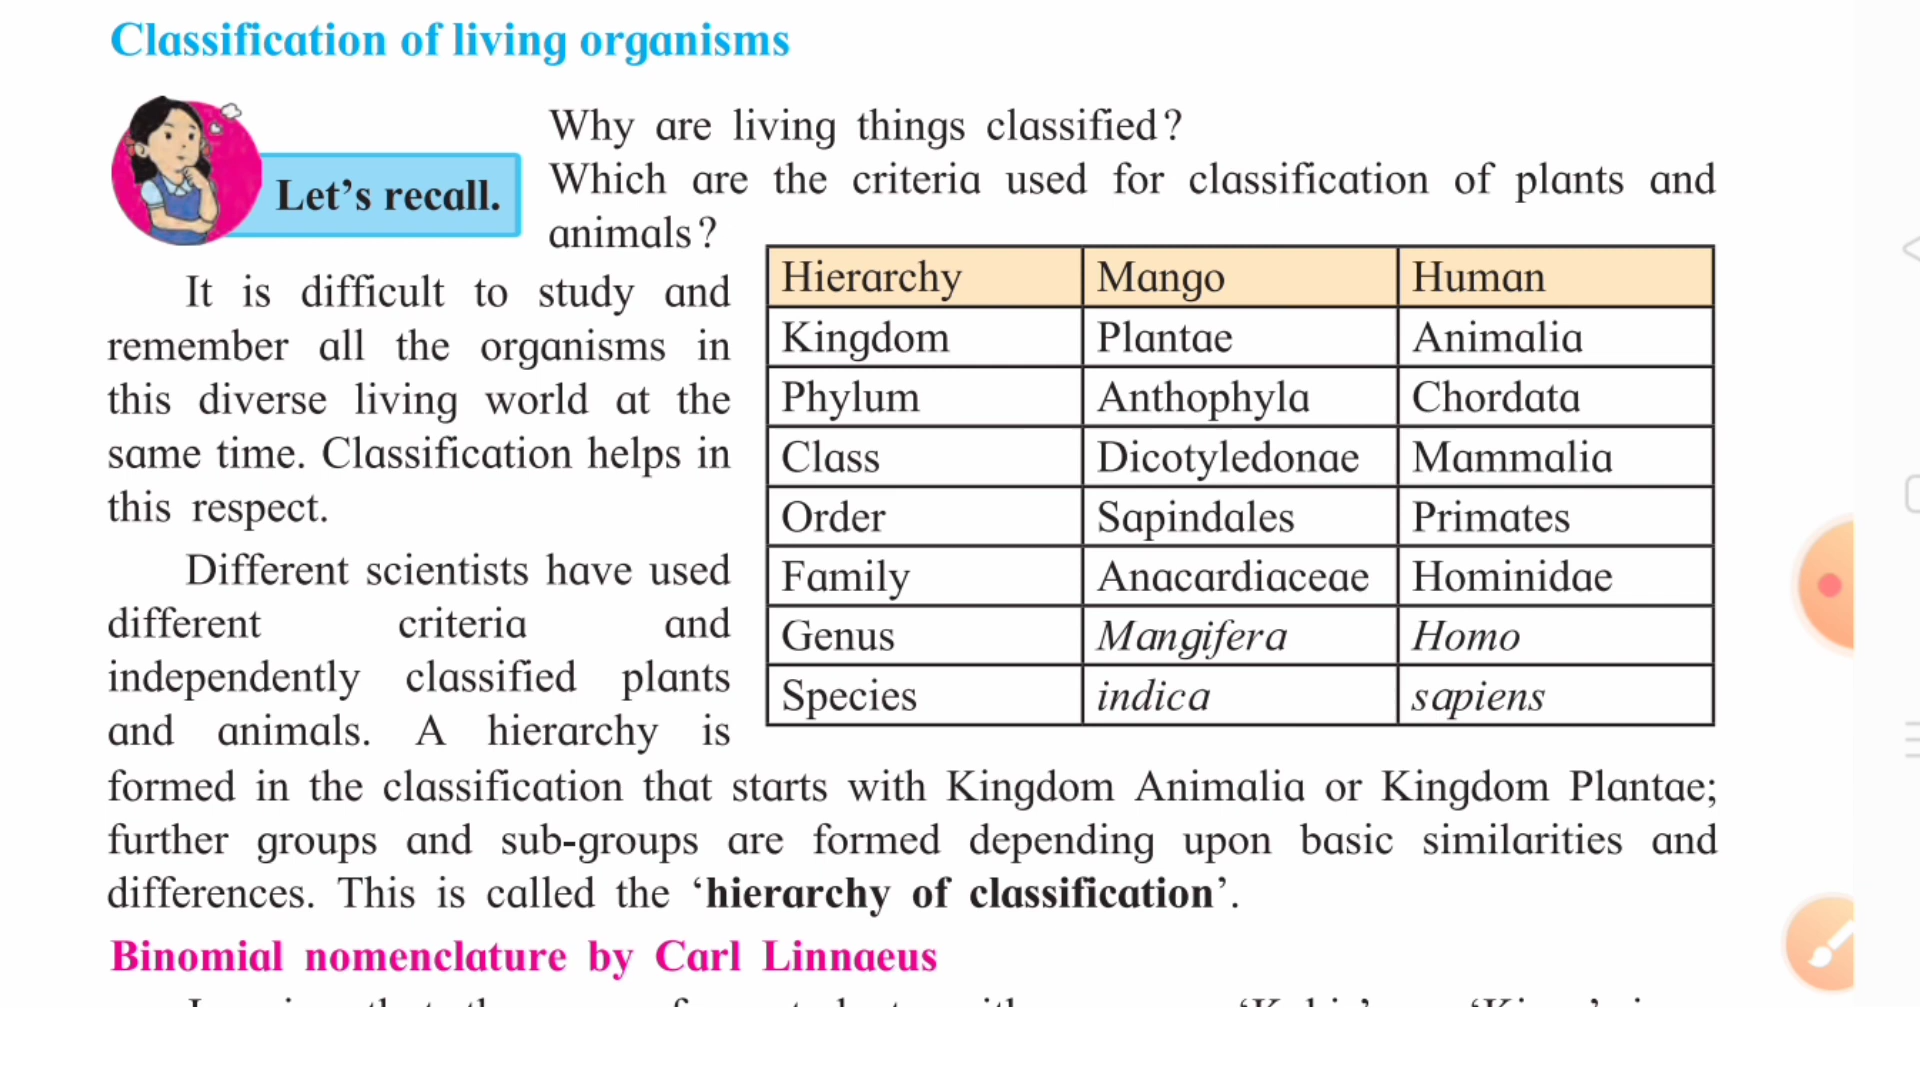 Classification of living organisms
Why are living things classified?
Let's recall.
Which are the criteria used for classification of plants and
animals?
It is difficult to study and
remember all the organisms in
this diverse living world at the
same time. Classification helps in
this respect.
Different scientists have used
different criteria and
independently classified plants
and animals. A hierarchy is
Hierarchy Mango Human
Kingdom Plantae Animalia
Phylum Anthophyla Chordata
Class Dicotyledonae Mammalia
Order Sapindales Primates
Family Anacardiaceae Hominidae
Genus Mangifera Homo
Species indica sapiens
formed in the classification that starts with Kingdom Animalia or Kingdom Plantae;
further groups and sub-groups are formed depending upon basic similarities and
differences. This is called the ‘hierarchy of classification’.
Binomial nomenclature by Carl Linnaeus